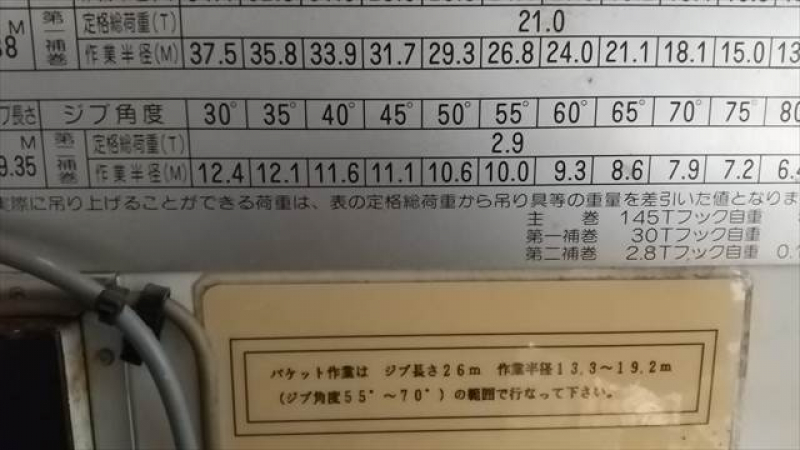 M 第一補巻 定格総荷重(T) 21.0
作業半径(M) 37.5 35.8 33.9 31.7 29.3 26.8 24.0 21.1 18.1 15.0
ジブ角度 30° 35° 40° 45° 50° 55° 60° 65° 70° 75°
M 定格総荷重(T) 2.9
9.35 補巻 作業半径(M) 12.4 12.1 11.6 11.1 10.6 10.0 9.3 8.6 7.9 7.2
実際に吊り上げることができる荷重は、表の定格総荷重から吊り具等の重量を差引いた値となりま
主巻 145Tフック自重
第一補巻 30Tフック自重
第二補巻 2.8Tフック自重
バケット作業は ジブ長さ26m 作業半径13.3～19.2m
(ジブ角度55°～70°)の範囲で行なって下さい。